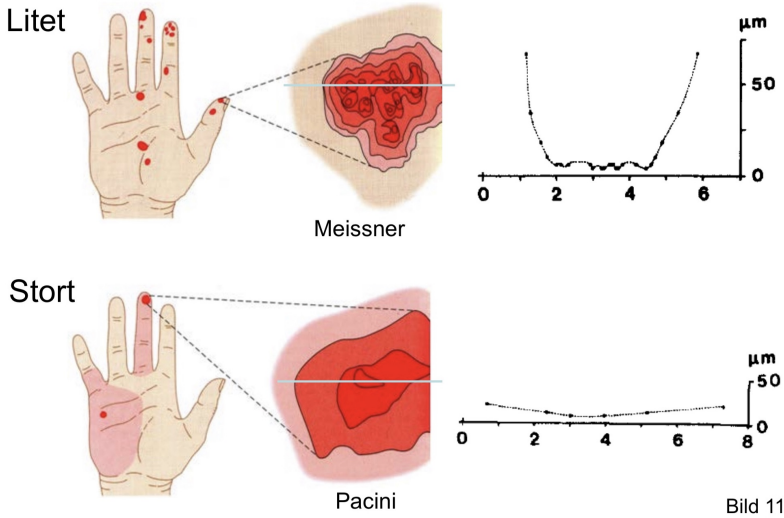 Litet
µm
50
0
0 2 4 6
Meissner
Stort
µm
50
0
0 2 4 6 8
Pacini
Bild 11